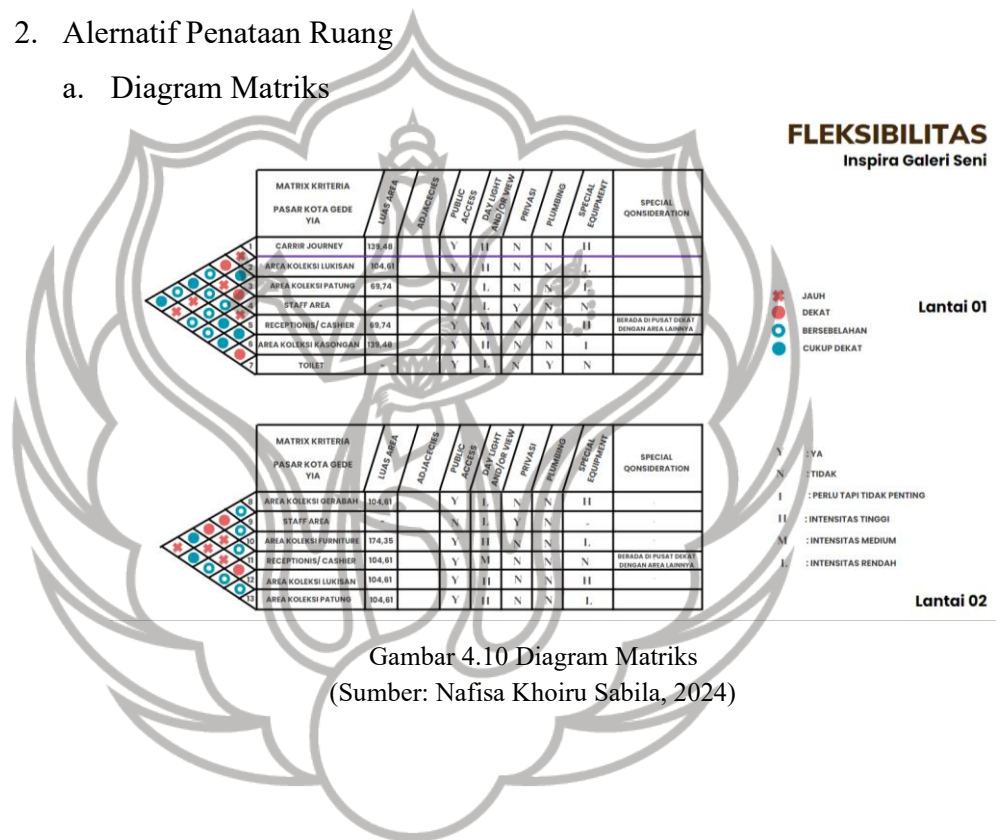 2. Alernatif Penataan Ruang
a. Diagram Matriks
FLEKSIBILITAS
Inspira Galeri Seni
MATRIX KRITERIA
PASAR KOTA GEDE
YIA
LUAS AREA
ADJACECIES
PUBLIC
ACCESS
DAY LIGHT
AND/OR VIEW
PRIVASI
PLUMBING
SPECIAL
EQUIPMENT
SPECIAL
QONSIDERATION
1 CARRIR JOURNEY 139,48 Y H N N H
2 AREA KOLEKSI LUKISAN 104,61 Y H N N L
3 AREA KOLEKSI PATUNG 69,74 Y L N N L
4 STAFF AREA - Y L Y N N
5 RECEPTIONIS/ CASHIER 69,74 Y M N N H BERADA DI PUSAT DEKAT
DENGAN AREA LAINNYA
6 AREA KOLEKSI KASONGAN 139,48 Y H N N I
7 TOILET - Y L N Y N
JAUH
DEKAT
BERSEBELAHAN
CUKUP DEKAT
Lantai 01
MATRIX KRITERIA
PASAR KOTA GEDE
YIA
LUAS AREA
ADJACECIES
PUBLIC
ACCESS
DAY LIGHT
AND/OR VIEW
PRIVASI
PLUMBING
SPECIAL
EQUIPMENT
SPECIAL
QONSIDERATION
8 AREA KOLEKSI GERABAH 104,61 Y L N N H -
9 STAFF AREA - N L Y N - -
10 AREA KOLEKSI FURNITURE 174,35 Y H N N L
11 RECEPTIONIS/ CASHIER 104,61 Y M N N N BERADA DI PUSAT DEKAT
DENGAN AREA LAINNYA
12 AREA KOLEKSI LUKISAN 104,61 Y H N N H
13 AREA KOLEKSI PATUNG 104,61 Y H N N L
Y : YA
N : TIDAK
I : PERLU TAPI TIDAK PENTING
H : INTENSITAS TINGGI
M : INTENSITAS MEDIUM
L : INTENSITAS RENDAH
Lantai 02
Gambar 4.10 Diagram Matriks
(Sumber: Nafisa Khoiru Sabila, 2024)